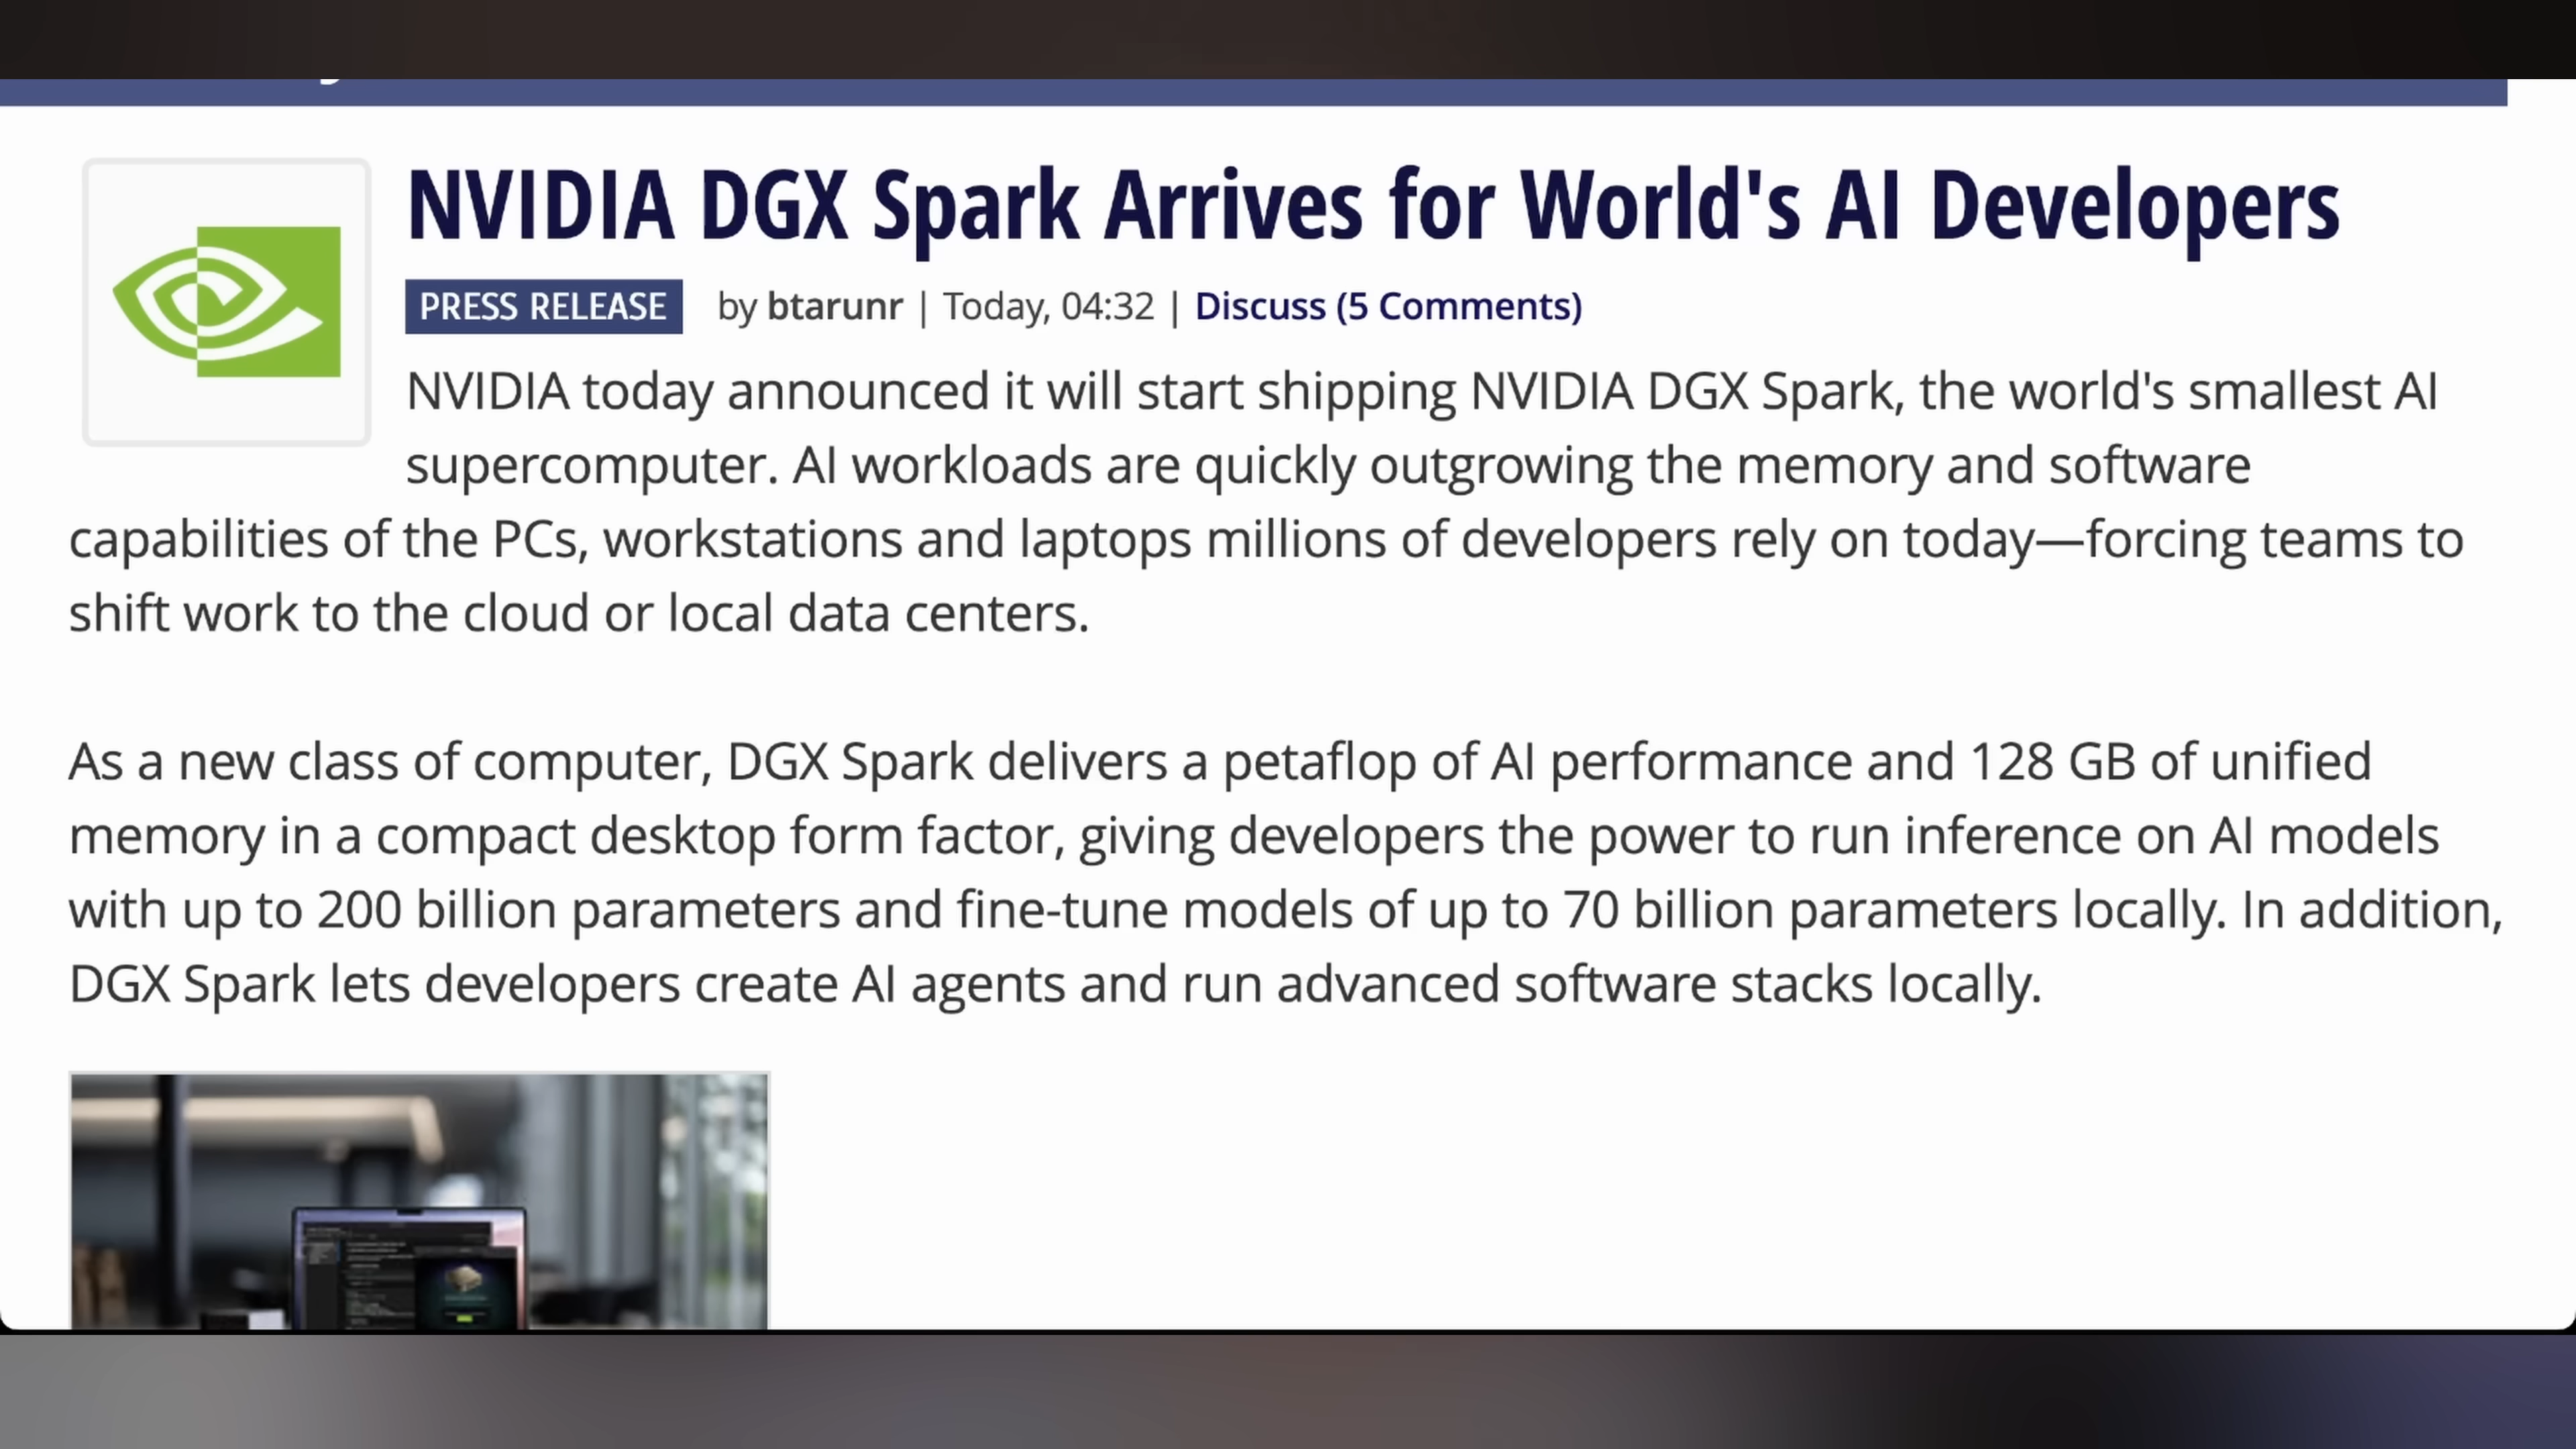 NVIDIA DGX Spark Arrives for World's AI Developers
PRESS RELEASE by btarunr | Today, 04:32 | Discuss (5 Comments)
NVIDIA today announced it will start shipping NVIDIA DGX Spark, the world's smallest AI
supercomputer. AI workloads are quickly outgrowing the memory and software
capabilities of the PCs, workstations and laptops millions of developers rely on today—forcing teams to
shift work to the cloud or local data centers.
As a new class of computer, DGX Spark delivers a petaflop of AI performance and 128 GB of unified
memory in a compact desktop form factor, giving developers the power to run inference on AI models
with up to 200 billion parameters and fine-tune models of up to 70 billion parameters locally. In addition,
DGX Spark lets developers create AI agents and run advanced software stacks locally.